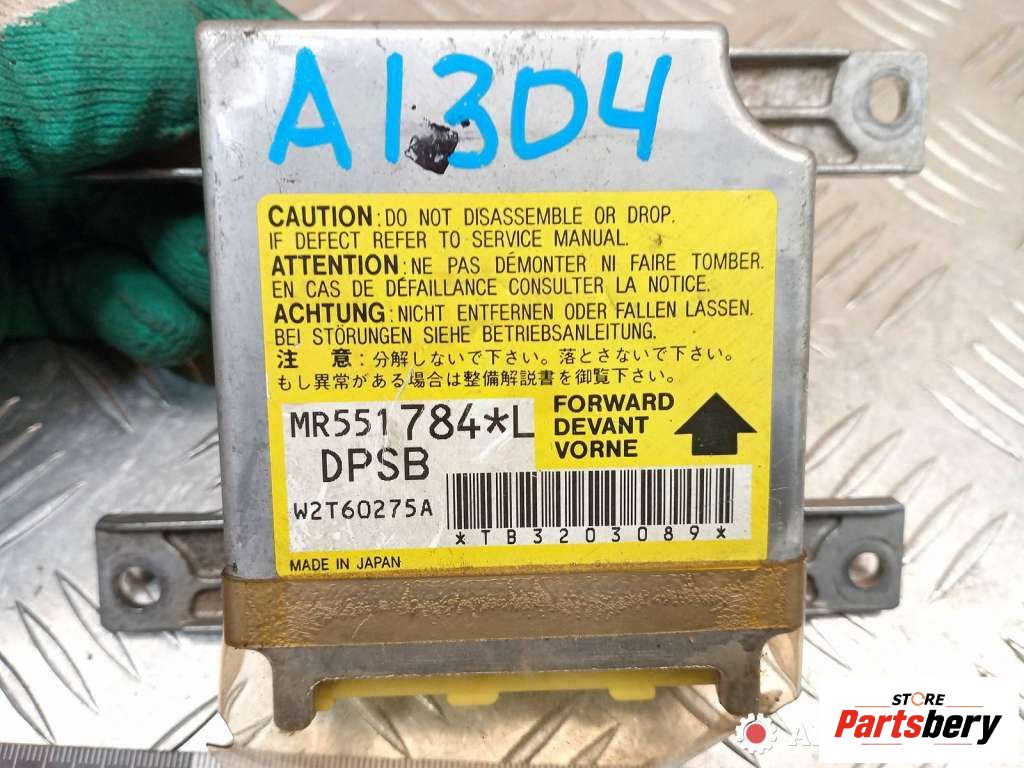 A1304
CAUTION : DO NOT DISASSEMBLE OR DROP.
IF DEFECT REFER TO SERVICE MANUAL.
ATTENTION : NE PAS DÉMONTER NI FAIRE TOMBER.
EN CAS DE DÉFAILLANCE CONSULTER LA NOTICE.
ACHTUNG : NICHT ENTFERNEN ODER FALLEN LASSEN.
BEI STÖRUNGEN SIEHE BETRIEBSANLEITUNG.
注 意 : 分解しないで下さい。落とさないで下さい。
もし異常がある場合は整備解説書を御覧下さい。
MR551784*L
DPSB
W2T60275A
FORWARD
DEVANT
VORNE
*TB3203089*
MADE IN JAPAN
STORE
Partsbery